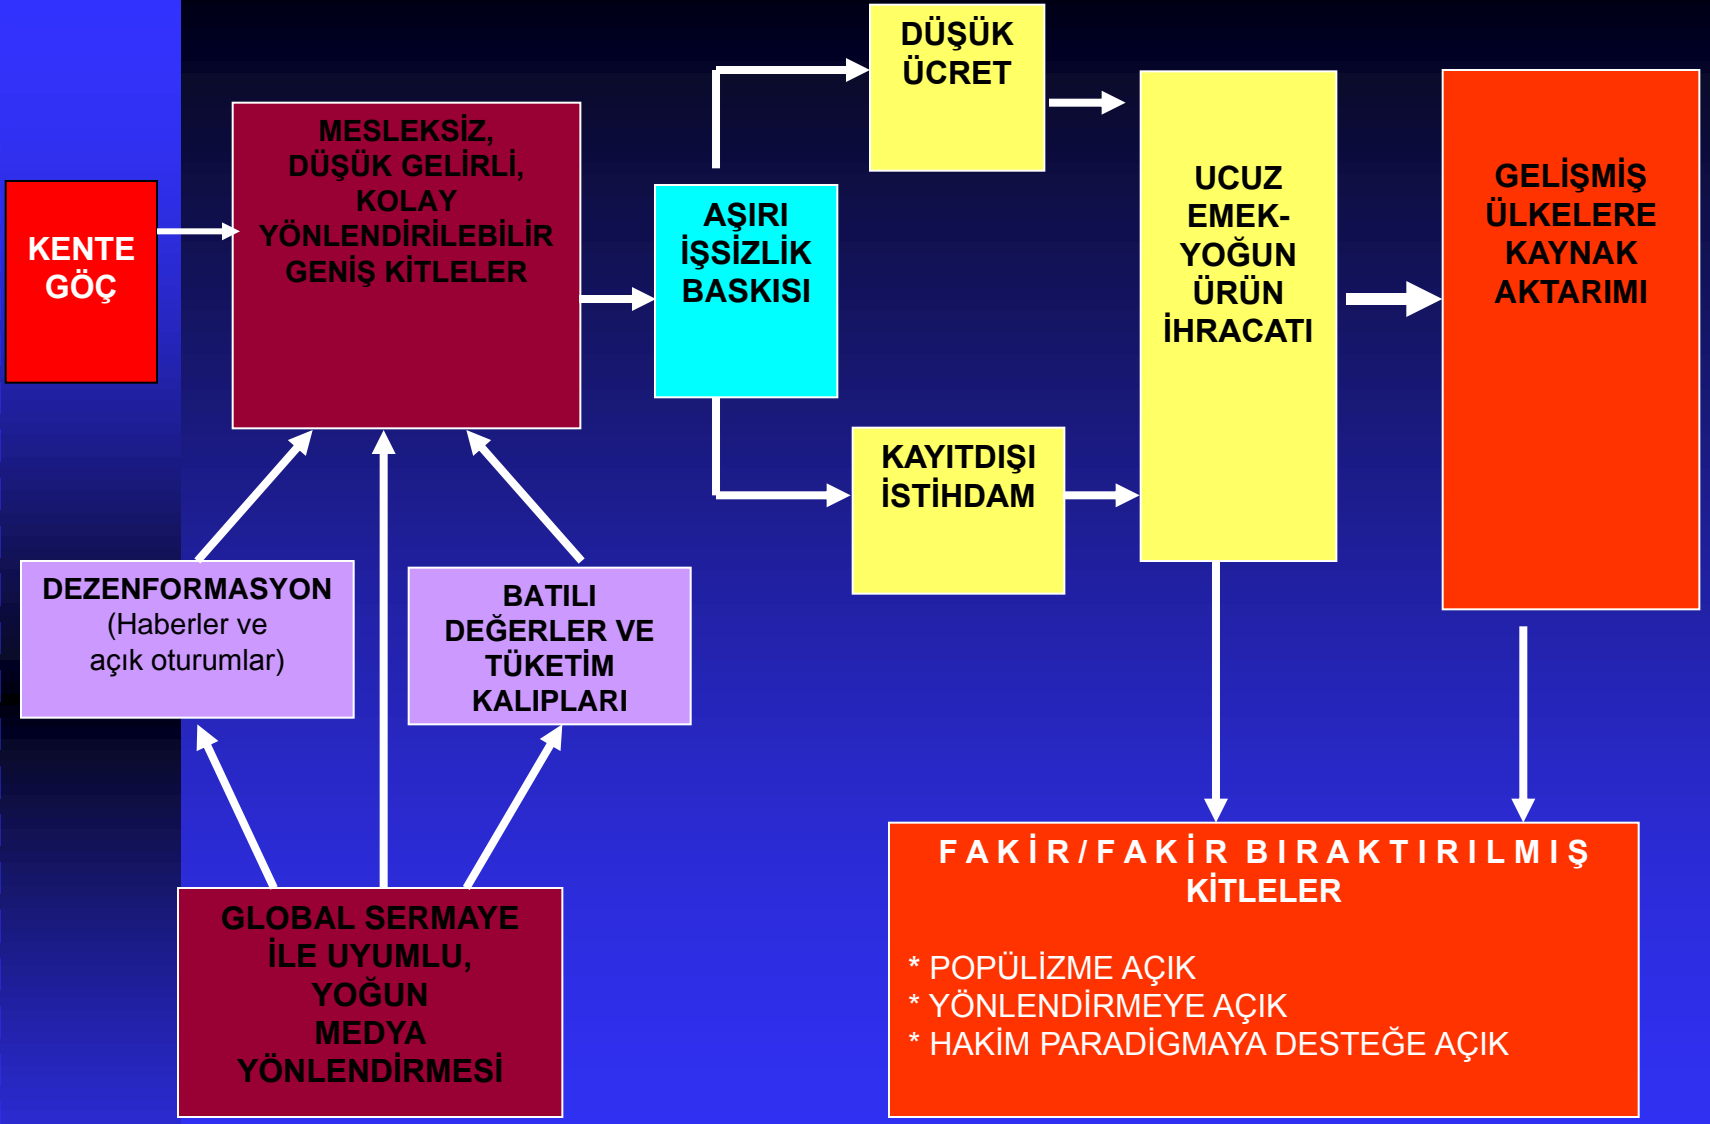 KENTE
GÖÇ
MESLEKSİZ,
DÜŞÜK GELİRLİ,
KOLAY
YÖNLENDİRİLEBİLİR
GENİŞ KİTLELER
AŞIRI
İŞSİZLİK
BASKISI
DÜŞÜK
ÜCRET
KAYITDIŞI
İSTİHDAM
UCUZ
EMEK-
YOĞUN
ÜRÜN
İHRACATI
GELİŞMİŞ
ÜLKELERE
KAYNAK
AKTARIMI
DEZENFORMASYON
(Haberler ve
açık oturumlar)
BATILI
DEĞERLER VE
TÜKETİM
KALIPLARI
GLOBAL SERMAYE
İLE UYUMLU,
YOĞUN
MEDYA
YÖNLENDİRMESİ
F A K İ R / F A K İ R B I R A K T I R I L M I Ş
KİTLELER
* POPÜLİZME AÇIK
* YÖNLENDİRMEYE AÇIK
* HAKİM PARADİGMAYA DESTEĞE AÇIK